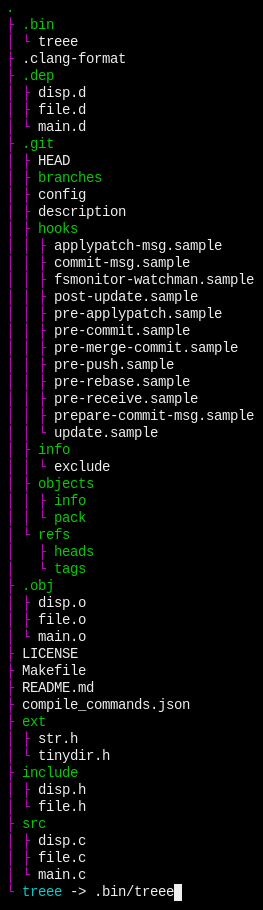 .
├ .bin
│ └ treee
├ .clang-format
├ .dep
│ ├ disp.d
│ ├ file.d
│ └ main.d
├ .git
│ ├ HEAD
│ ├ branches
│ ├ config
│ ├ description
│ ├ hooks
│ │ ├ applypatch-msg.sample
│ │ ├ commit-msg.sample
│ │ ├ fsmonitor-watchman.sample
│ │ ├ post-update.sample
│ │ ├ pre-applypatch.sample
│ │ ├ pre-commit.sample
│ │ ├ pre-merge-commit.sample
│ │ ├ pre-push.sample
│ │ ├ pre-rebase.sample
│ │ ├ pre-receive.sample
│ │ ├ prepare-commit-msg.sample
│ │ └ update.sample
│ ├ info
│ │ └ exclude
│ ├ objects
│ │ ├ info
│ │ └ pack
│ └ refs
│   ├ heads
│   └ tags
├ .obj
│ ├ disp.o
│ ├ file.o
│ └ main.o
├ LICENSE
├ Makefile
├ README.md
├ compile_commands.json
├ ext
│ ├ str.h
│ └ tinydir.h
├ include
│ ├ disp.h
│ └ file.h
├ src
│ ├ disp.c
│ ├ file.c
│ └ main.c
└ treee -> .bin/treee